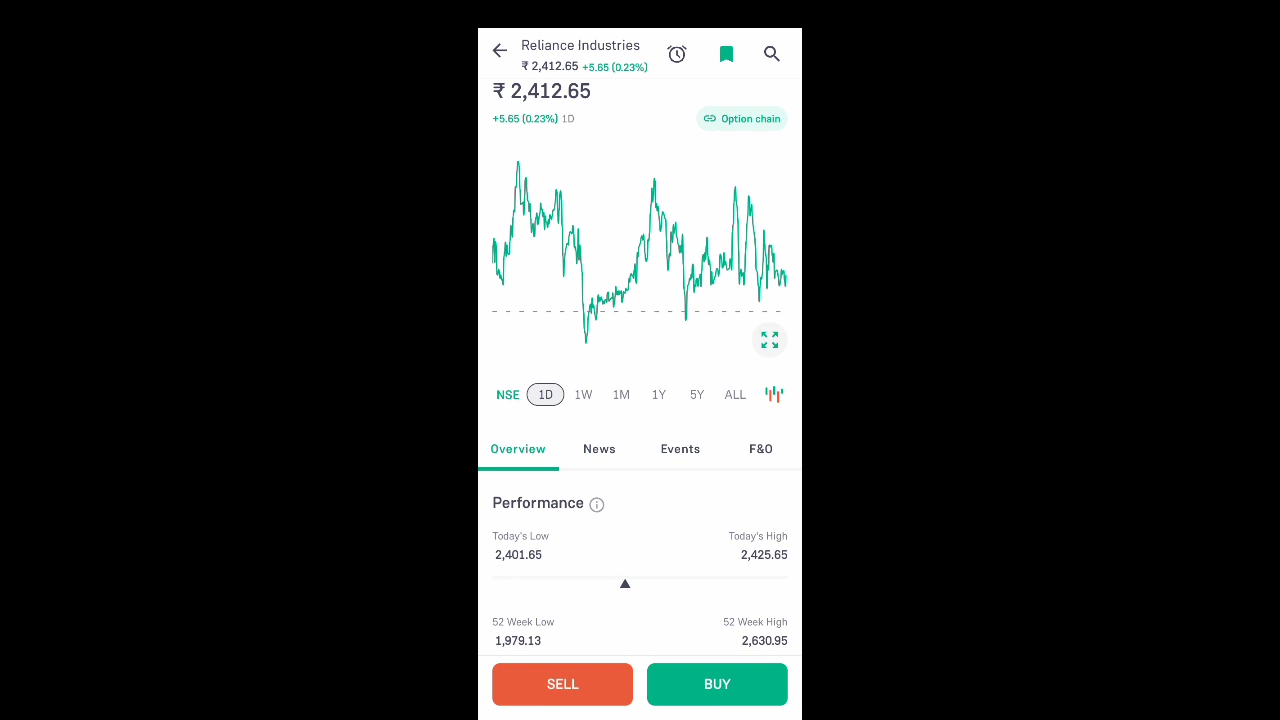 Reliance Industries
₹ 2,412.65 +5.65 (0.23%)
₹ 2,412.65
+5.65 (0.23%) 1D
Option chain
NSE 1D 1W 1M 1Y 5Y ALL
Overview News Events F&O
Performance
Today's Low Today's High
2,401.65 2,425.65
52 Week Low 52 Week High
1,979.13 2,630.95
SELL BUY